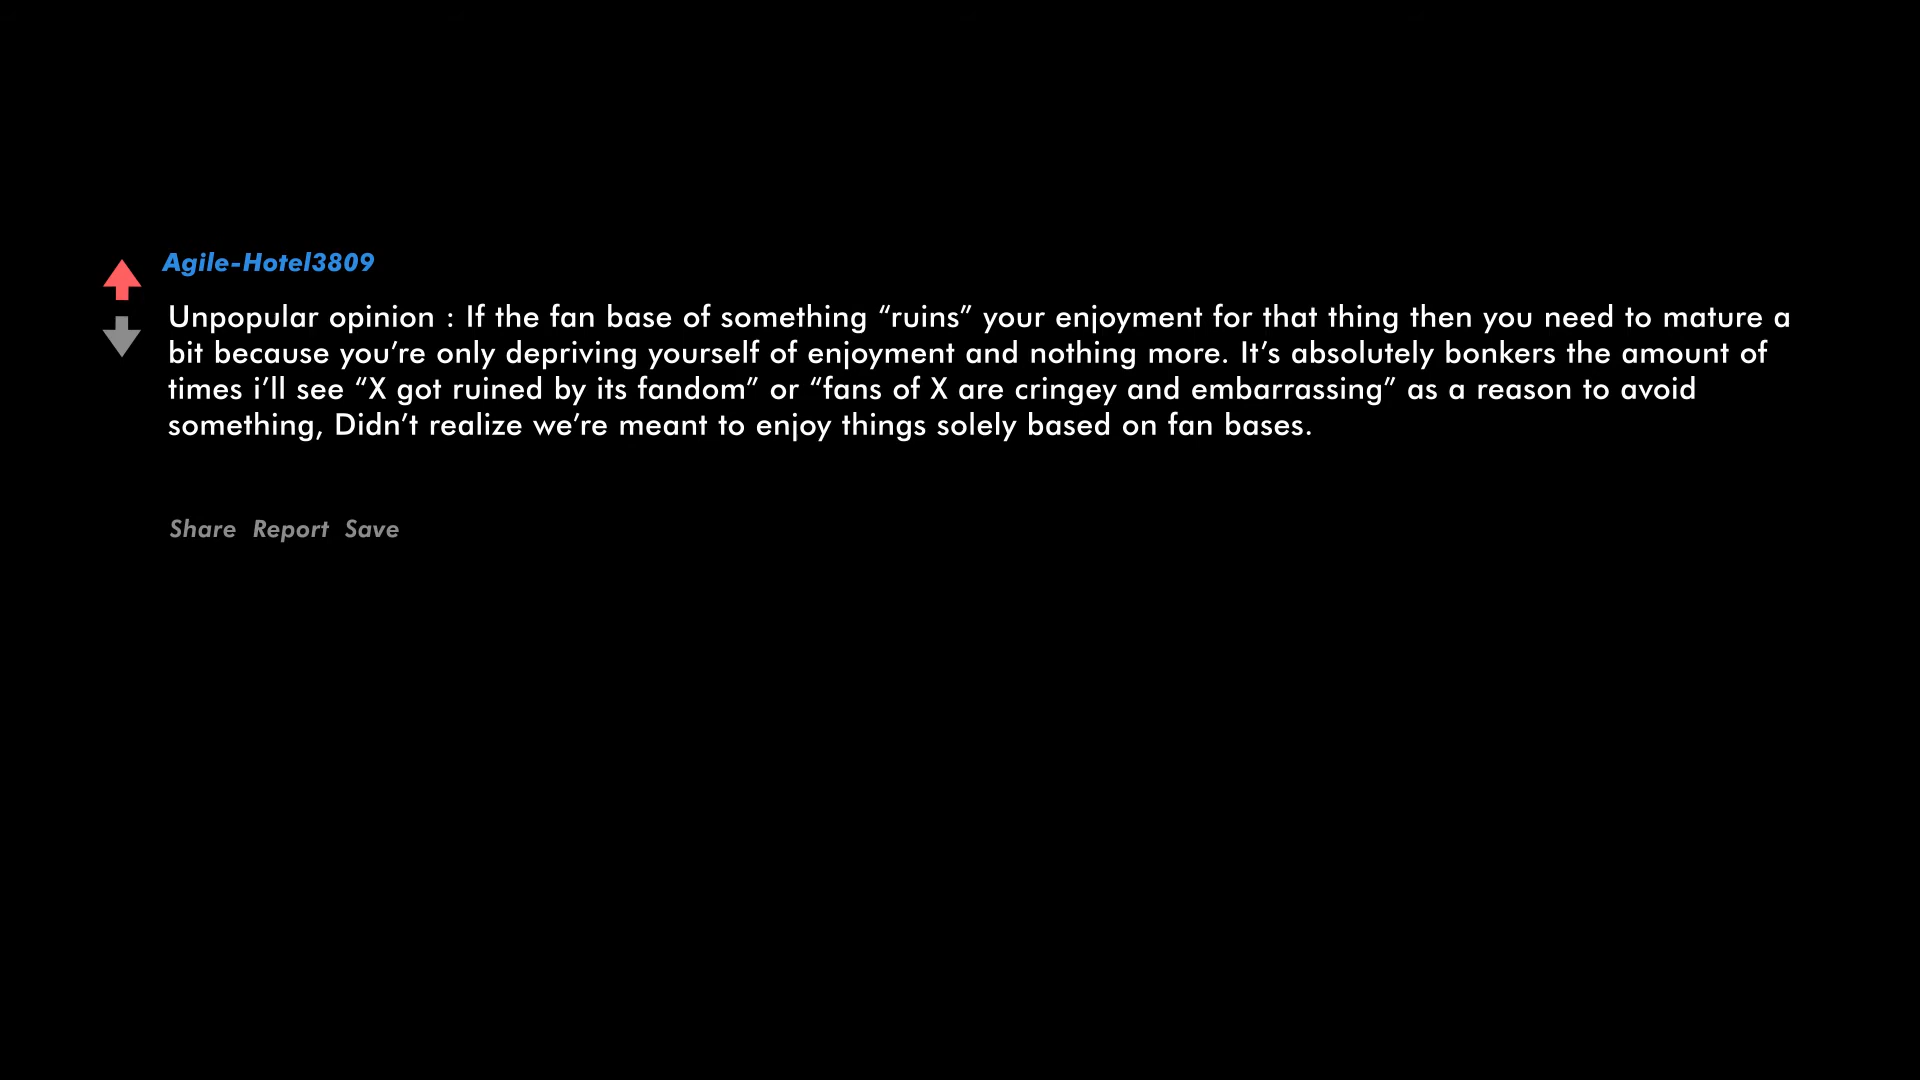 Agile-Hotel3809
Unpopular opinion : If the fan base of something “ruins” your enjoyment for that thing then you need to mature a
bit because you’re only depriving yourself of enjoyment and nothing more. It’s absolutely bonkers the amount of
times i’ll see “X got ruined by its fandom” or “fans of X are cringey and embarrassing” as a reason to avoid
something, Didn’t realize we’re meant to enjoy things solely based on fan bases.
Share Report Save